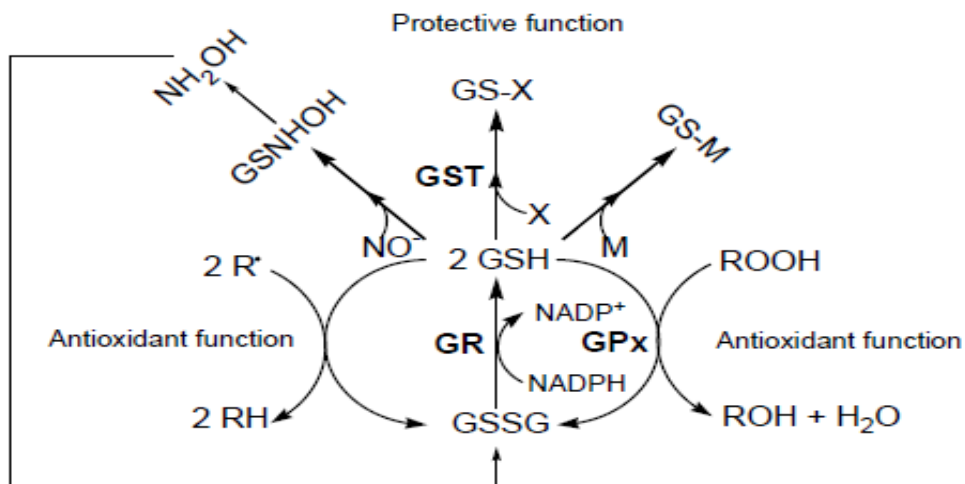 Protective function
NH₂OH
GSNHOH
GS-X
GS-M
GST
X
NO⁻
M
2 R•
2 GSH
ROOH
NADP⁺
Antioxidant function
GR
GPx
Antioxidant function
NADPH
2 RH
GSSG
ROH + H₂O